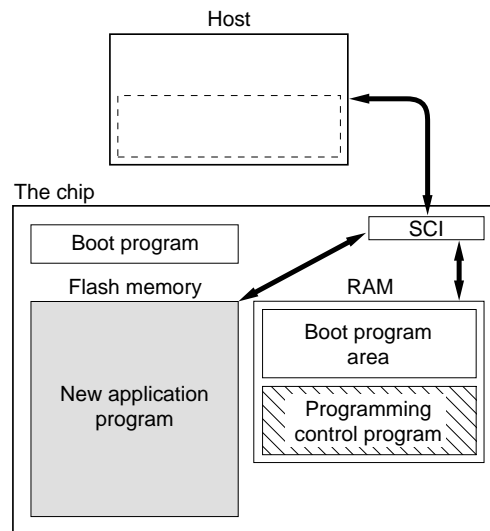 Host
The chip
SCI
Boot program
Flash memory
RAM
Boot program
area
New application
program
Programming
control program